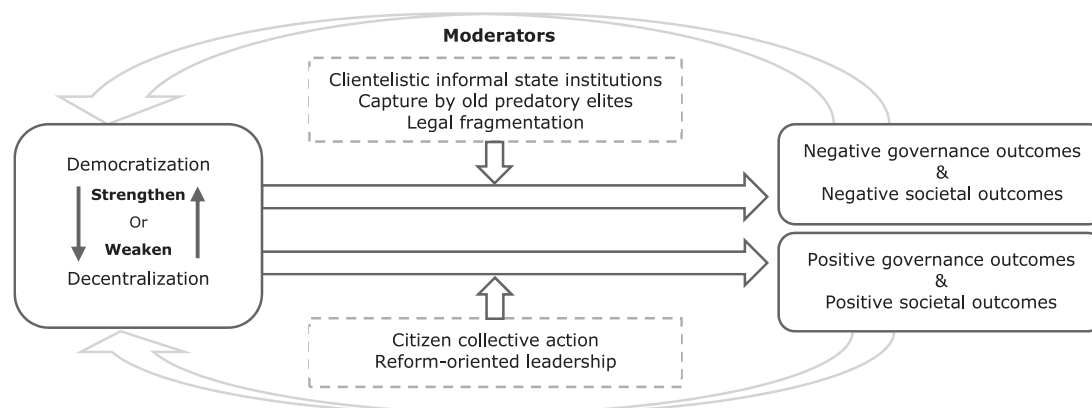 Moderators
Clientelistic informal state institutions
Capture by old predatory elites
Legal fragmentation
Democratization
Strengthen
Or
Weaken
Decentralization
Negative governance outcomes
&
Negative societal outcomes
Positive governance outcomes
&
Positive societal outcomes
Citizen collective action
Reform-oriented leadership